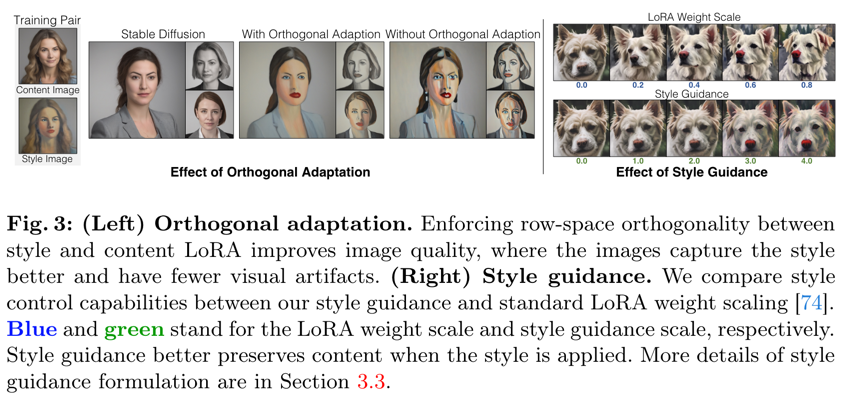 Training Pair
Content Image
Style Image
Stable Diffusion
With Orthogonal Adaption
Without Orthogonal Adaption
Effect of Orthogonal Adaptation
LoRA Weight Scale
0.0 0.2 0.4 0.6 0.8
Style Guidance
0.0 1.0 2.0 3.0 4.0
Effect of Style Guidance
Fig. 3: (Left) Orthogonal adaptation. Enforcing row-space orthogonality between
style and content LoRA improves image quality, where the images capture the style
better and have fewer visual artifacts. (Right) Style guidance. We compare style
control capabilities between our style guidance and standard LoRA weight scaling [74].
Blue and green stand for the LoRA weight scale and style guidance scale, respectively.
Style guidance better preserves content when the style is applied. More details of style
guidance formulation are in Section 3.3.